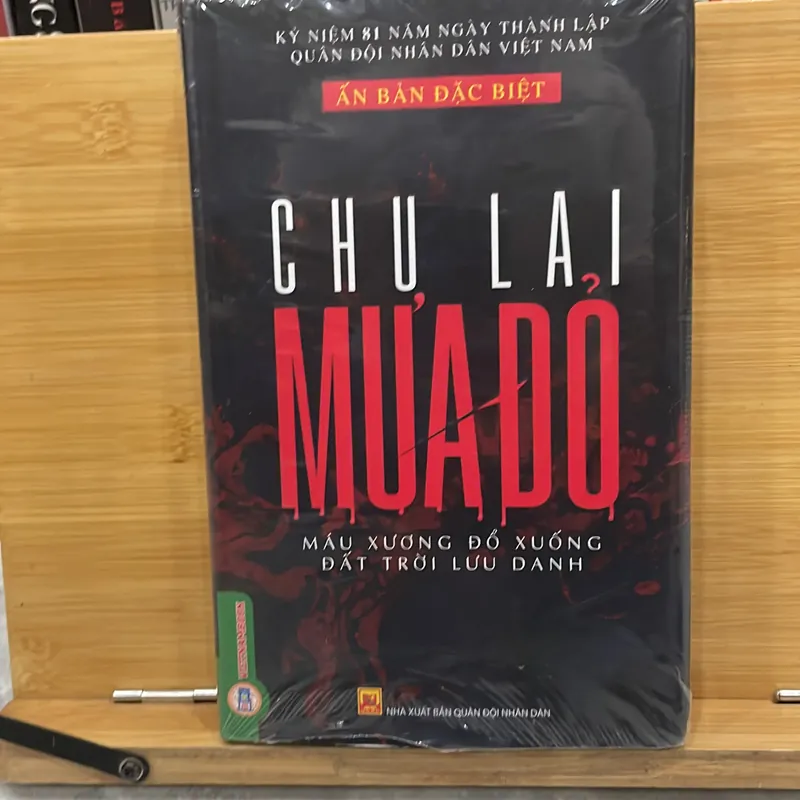 KỶ NIỆM 81 NĂM NGÀY THÀNH LẬP
QUÂN ĐỘI NHÂN DÂN VIỆT NAM
ẤN BẢN ĐẶC BIỆT
CHU LAI
MƯA ĐỎ
MÁU XƯƠNG ĐỔ XUỐNG
ĐẤT TRỜI LƯU DANH
NHÀ XUẤT BẢN QUÂN ĐỘI NHÂN DÂN